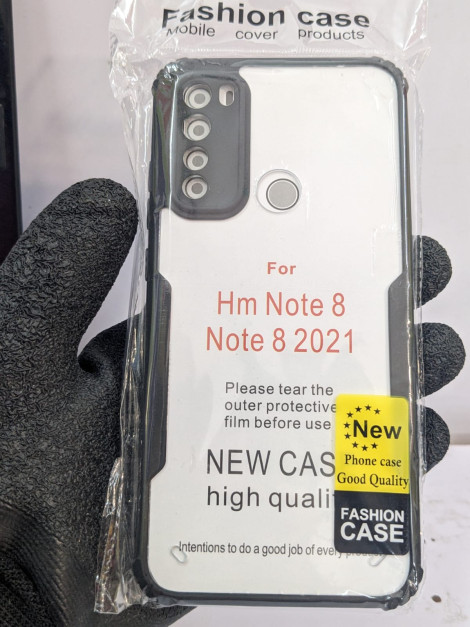 Fashion case
Mobile cover products
For
Hm Note 8
Note 8 2021
Please tear the
outer protective
film before use
New
Phone case
Good Quality
NEW CAS
high qualit
FASHION
CASE
Intentions to do a good job of every